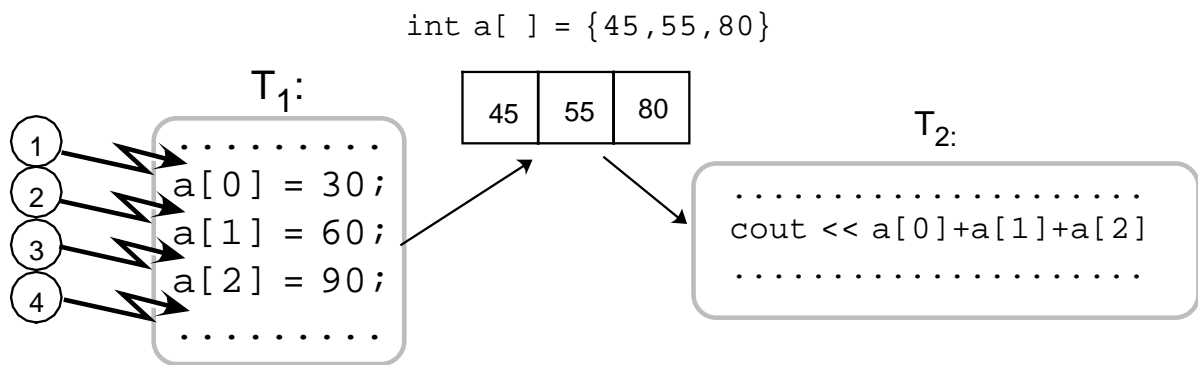 int a[ ] = {45,55,80}
45 55 80
T1:
1
. . . . . . . . .
a[0] = 30;
2
a[1] = 60;
3
a[2] = 90;
4
. . . . . . . . .
T2:
. . . . . . . . . . . . . . . . . . . . .
cout << a[0]+a[1]+a[2]
. . . . . . . . . . . . . . . . . . . . .